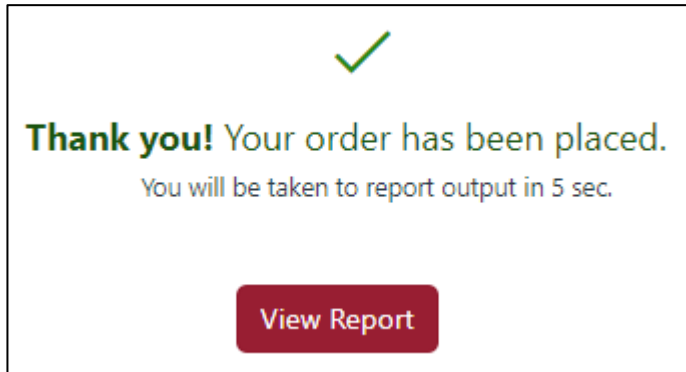 Thank you! Your order has been placed.
You will be taken to report output in 5 sec.
View Report